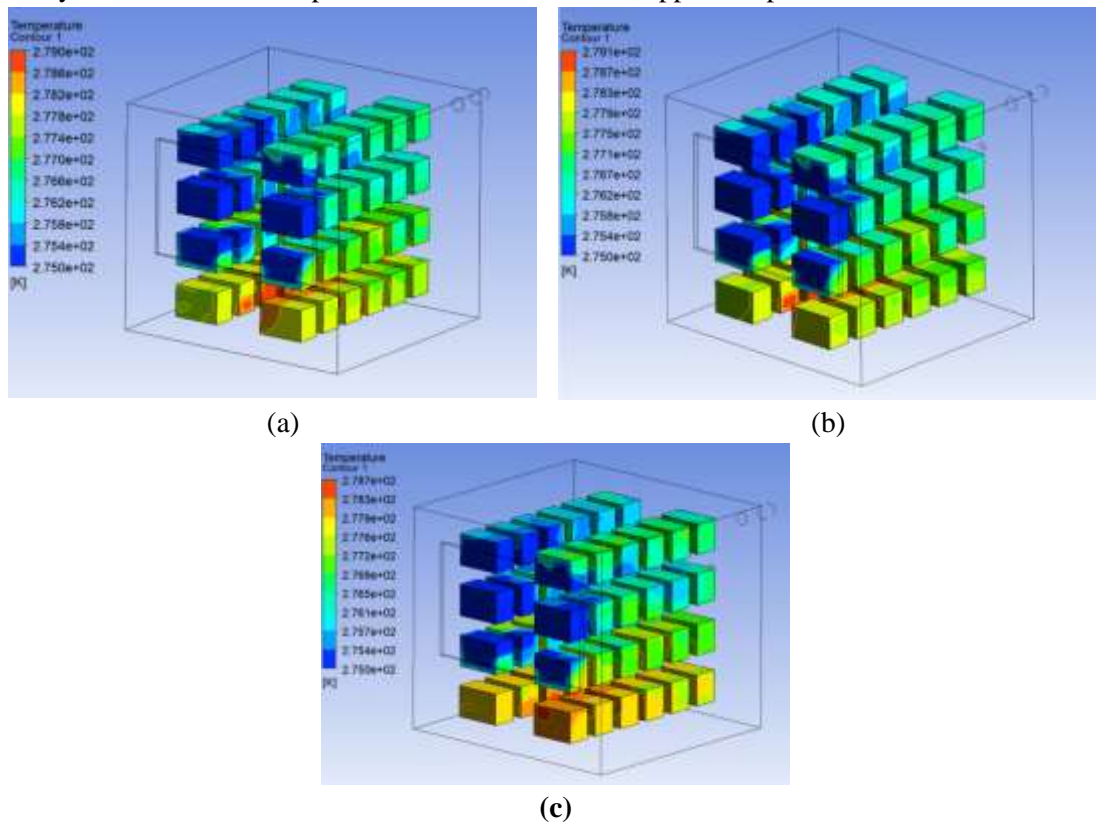 Temperature
Contour 1
2.790e+02
2.786e+02
2.782e+02
2.778e+02
2.774e+02
2.770e+02
2.766e+02
2.762e+02
2.758e+02
2.754e+02
2.750e+02
[K]
(a)
Temperature
Contour 1
2.791e+02
2.787e+02
2.783e+02
2.779e+02
2.775e+02
2.771e+02
2.767e+02
2.762e+02
2.758e+02
2.754e+02
2.750e+02
[K]
(b)
Temperature
Contour 1
2.787e+02
2.783e+02
2.779e+02
2.776e+02
2.772e+02
2.769e+02
2.765e+02
2.761e+02
2.757e+02
2.754e+02
2.750e+02
[K]
(c)